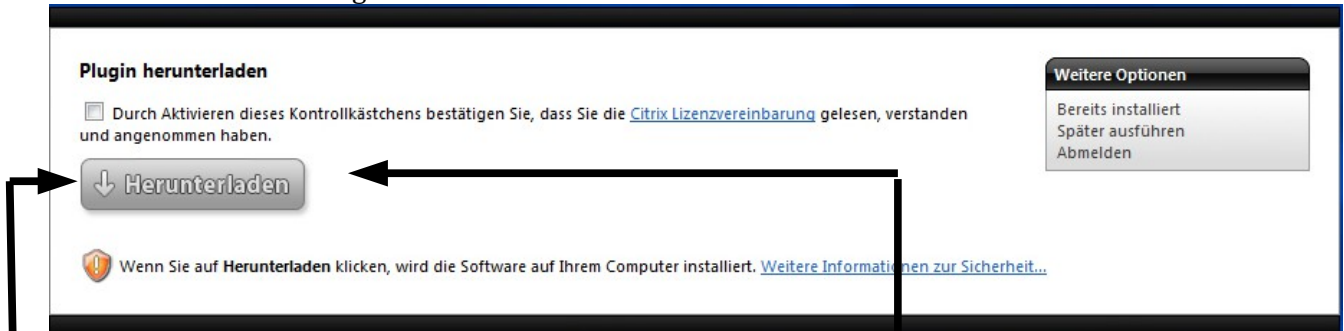 Plugin herunterladen
Durch Aktivieren dieses Kontrollkästchens bestätigen Sie, dass Sie die Citrix Lizenzvereinbarung gelesen, verstanden
und angenommen haben.
Herunterladen
Wenn Sie auf Herunterladen klicken, wird die Software auf Ihrem Computer installiert. Weitere Informationen zur Sicherheit...
Weitere Optionen
Bereits installiert
Später ausführen
Abmelden